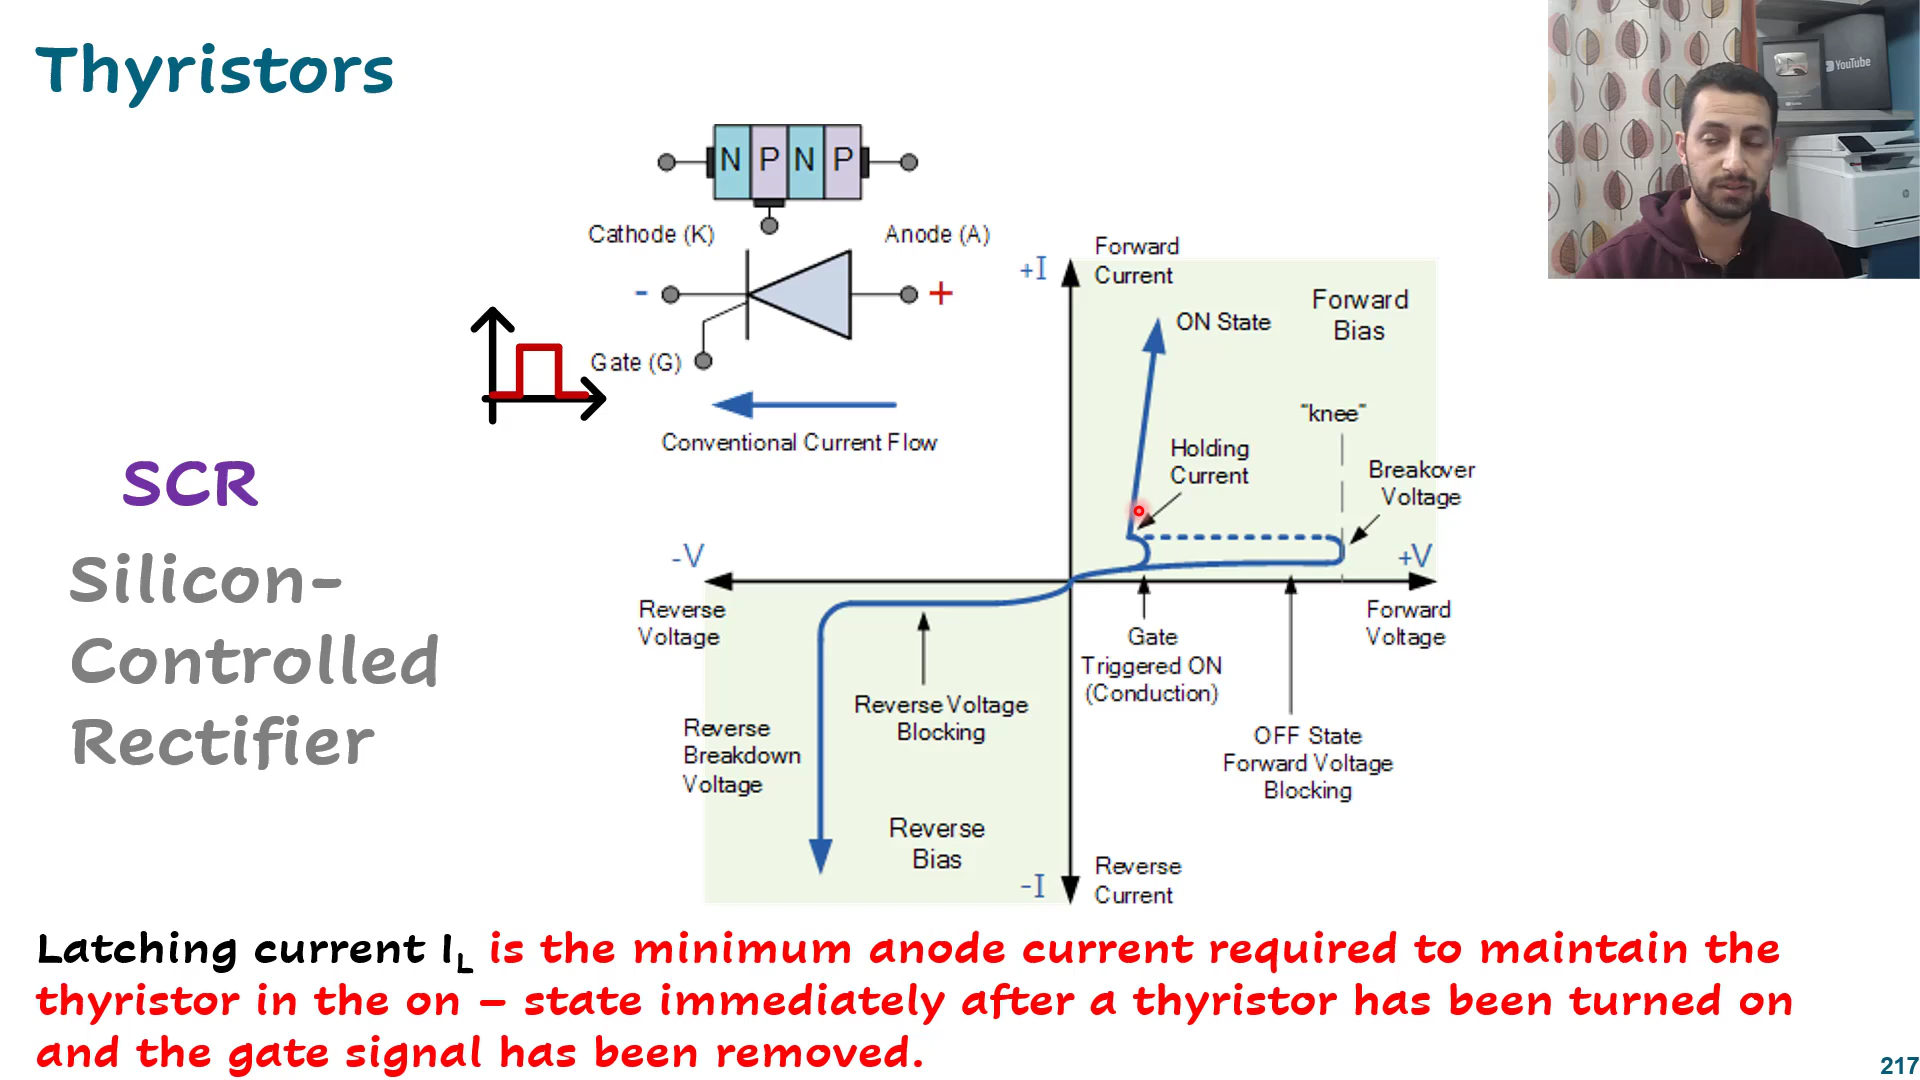 Thyristors
YouTube
N P N P
Cathode (K)
Anode (A)
- +
Gate (G)
Conventional Current Flow
SCR
Silicon-
Controlled
Rectifier
+I
Forward
Current
ON State
Forward
Bias
"knee"
Holding
Current
Breakover
Voltage
-V
+V
Reverse
Voltage
Forward
Voltage
Gate
Triggered ON
(Conduction)
Reverse Voltage
Blocking
OFF State
Forward Voltage
Blocking
Reverse
Breakdown
Voltage
Reverse
Bias
-I
Reverse
Current
Latching current IL is the minimum anode current required to maintain the
thyristor in the on – state immediately after a thyristor has been turned on
and the gate signal has been removed.
217